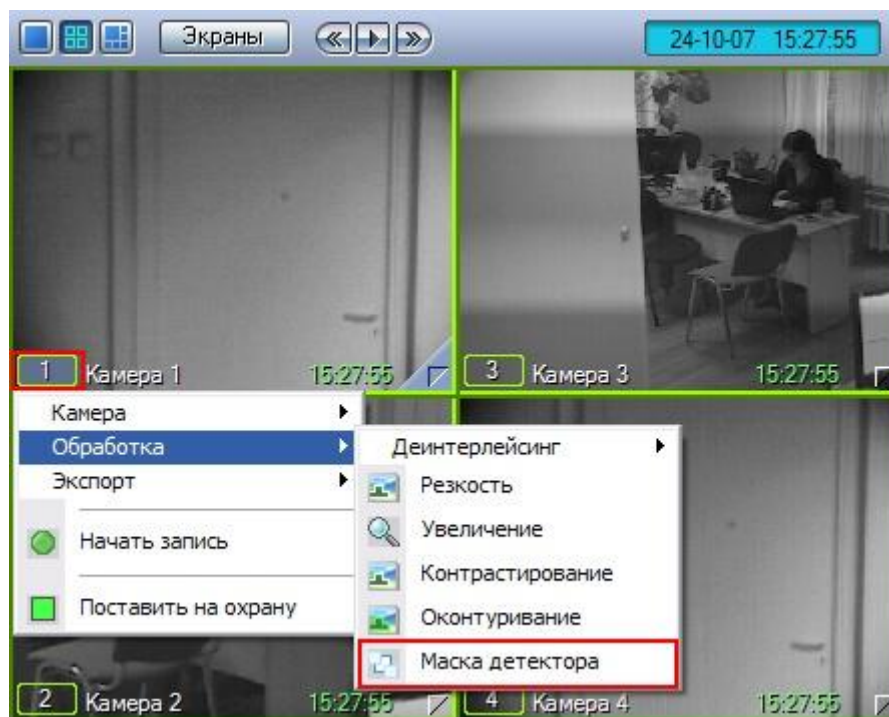 Экраны
24-10-07 15:27:55
1 Камера 1 15:27:55
3 Камера 3 15:27:55
Камера
Обработка
Экспорт
Начать запись
Поставить на охрану
Деинтерлейсинг
Резкость
Увеличение
Контрастирование
Оконтуривание
Маска детектора
2 Камера 2 15:27:55
4 Камера 4 15:27:55